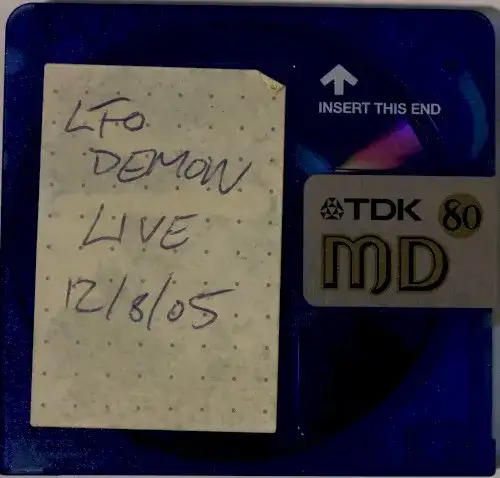 LFO
DEMON
LIVE
12/8/05
INSERT THIS END
TDK 80
MD